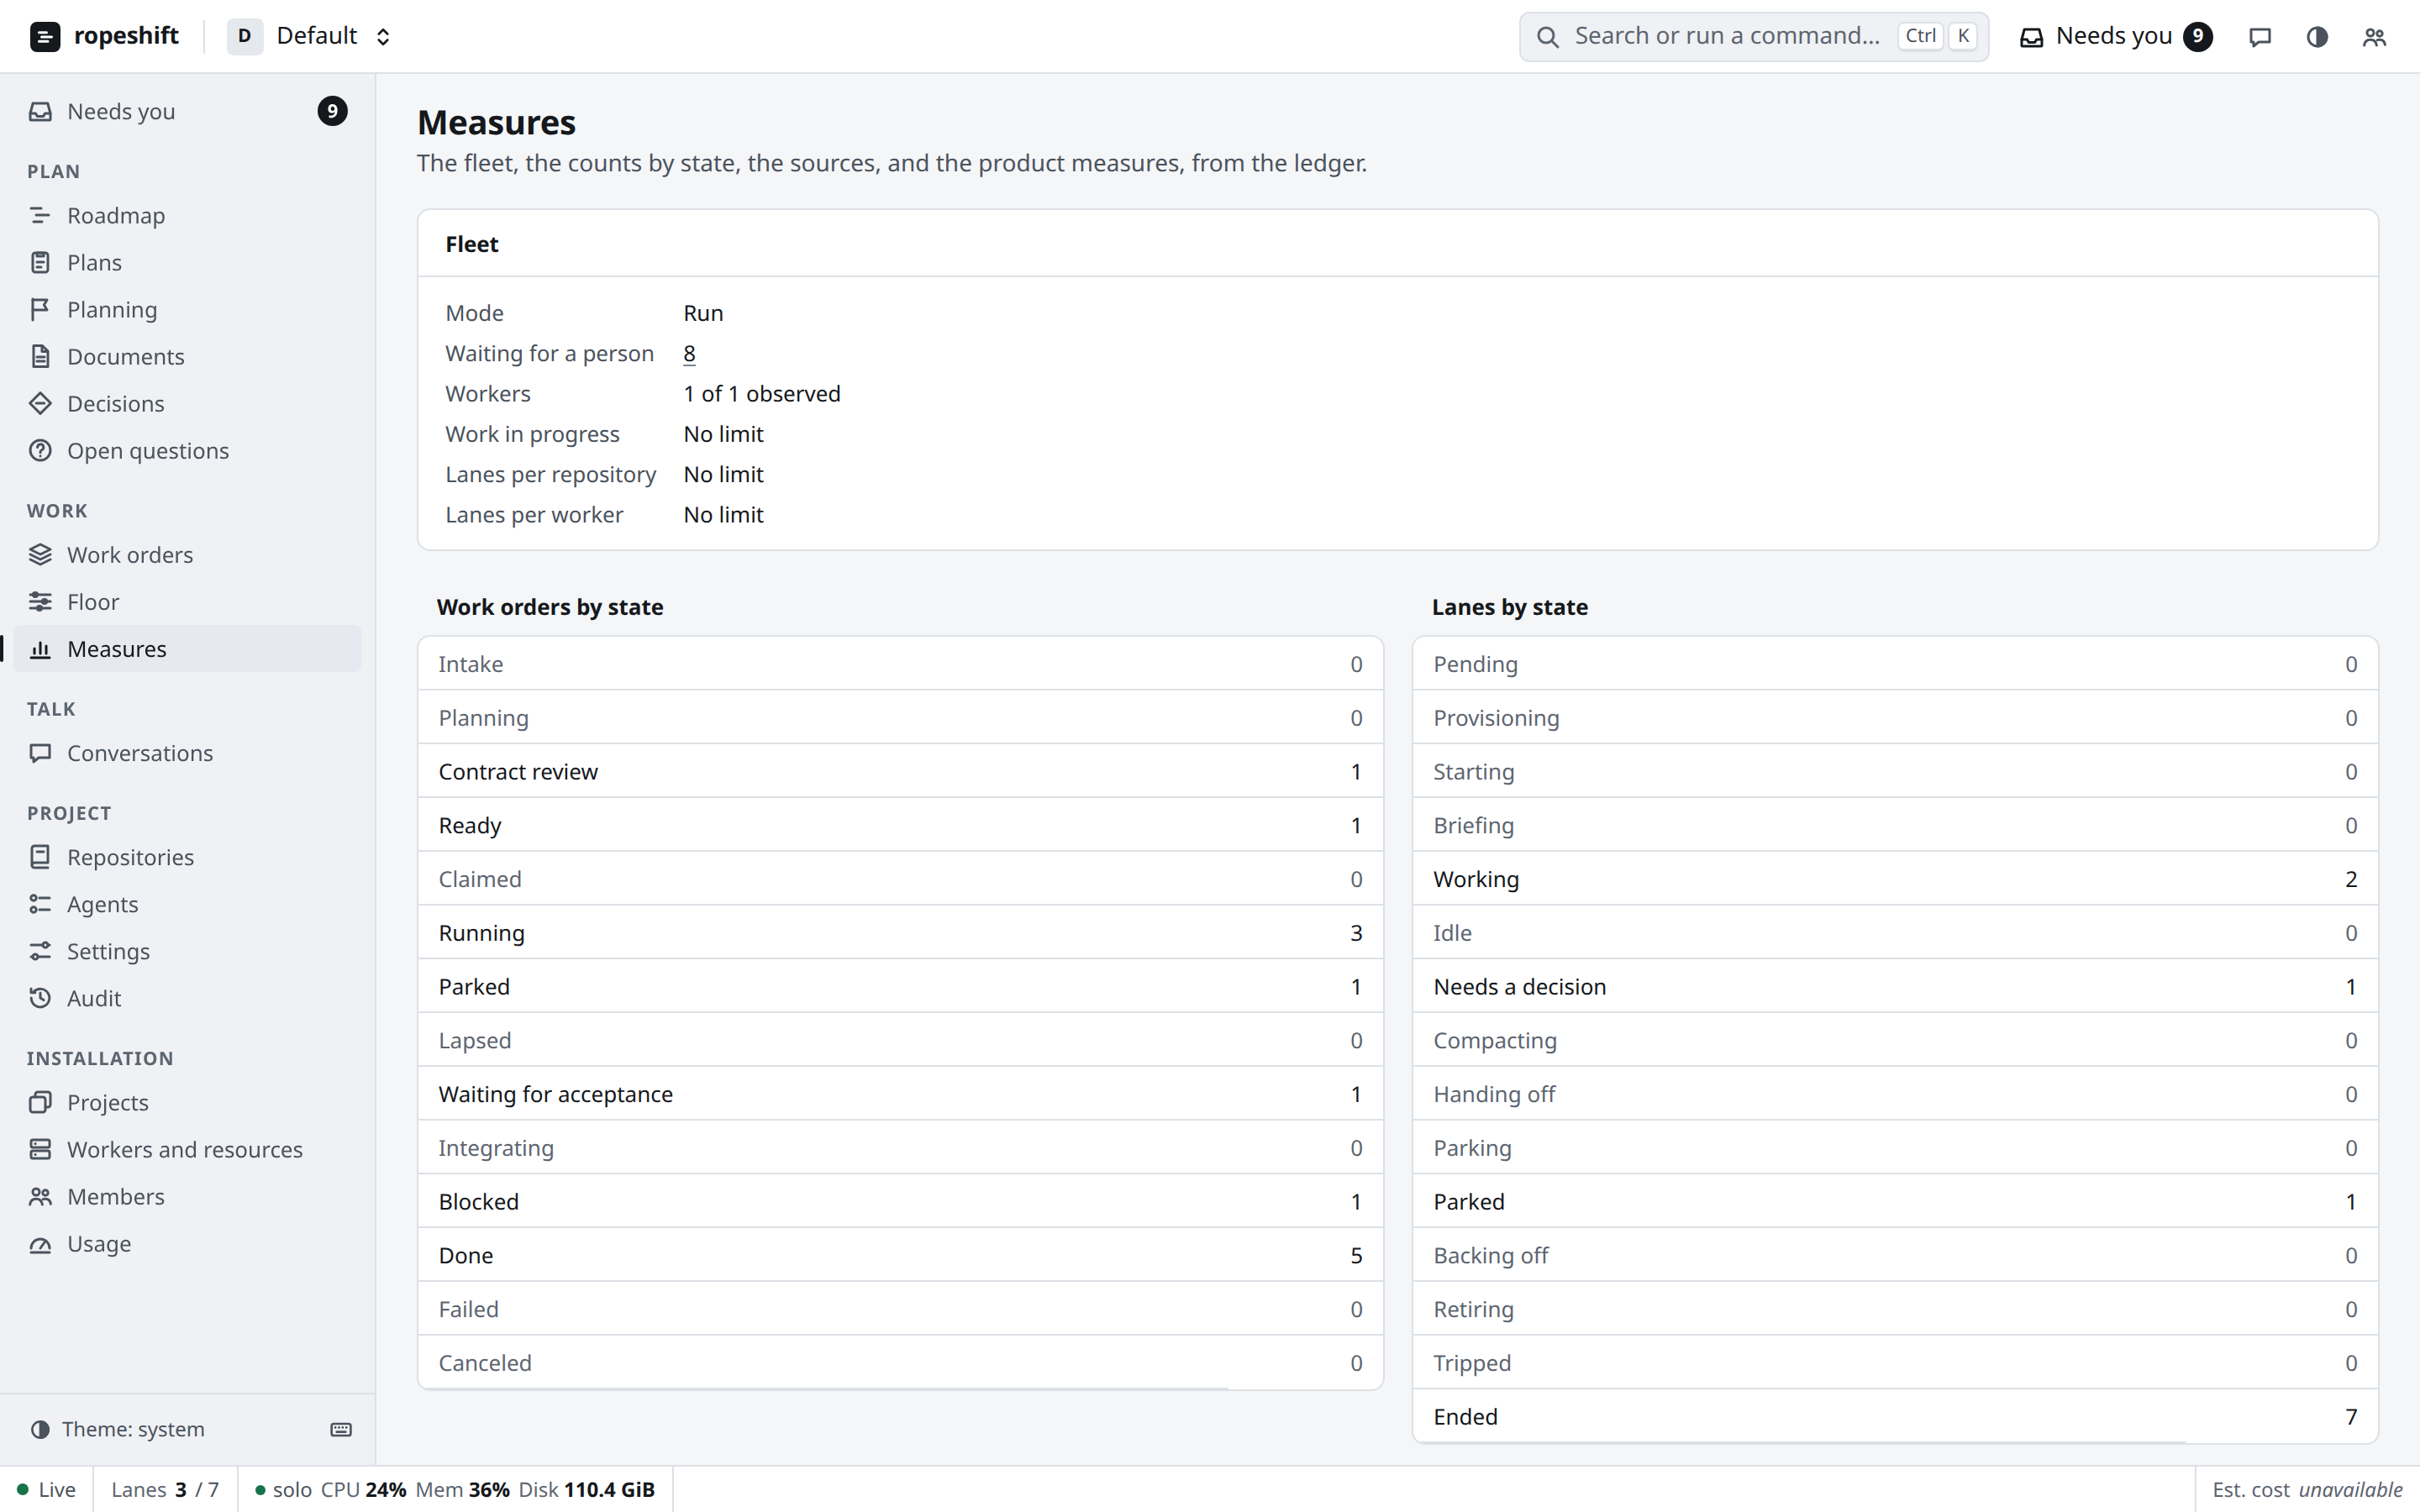 ropeshift
D Default
Search or run a command... Ctrl K
Needs you 9
Needs you 9
PLAN
Roadmap
Plans
Planning
Documents
Decisions
Open questions
WORK
Work orders
Floor
Measures
TALK
Conversations
PROJECT
Repositories
Agents
Settings
Audit
INSTALLATION
Projects
Workers and resources
Members
Usage
Theme: system
Measures
The fleet, the counts by state, the sources, and the product measures, from the ledger.
Fleet
Mode Run
Waiting for a person 8
Workers 1 of 1 observed
Work in progress No limit
Lanes per repository No limit
Lanes per worker No limit
Work orders by state
Intake 0
Planning 0
Contract review 1
Ready 1
Claimed 0
Running 3
Parked 1
Lapsed 0
Waiting for acceptance 1
Integrating 0
Blocked 1
Done 5
Failed 0
Canceled 0
Lanes by state
Pending 0
Provisioning 0
Starting 0
Briefing 0
Working 2
Idle 0
Needs a decision 1
Compacting 0
Handing off 0
Parking 0
Parked 1
Backing off 0
Retiring 0
Tripped 0
Ended 7
Live
Lanes 3 / 7
solo CPU 24% Mem 36% Disk 110.4 GiB
Est. cost unavailable